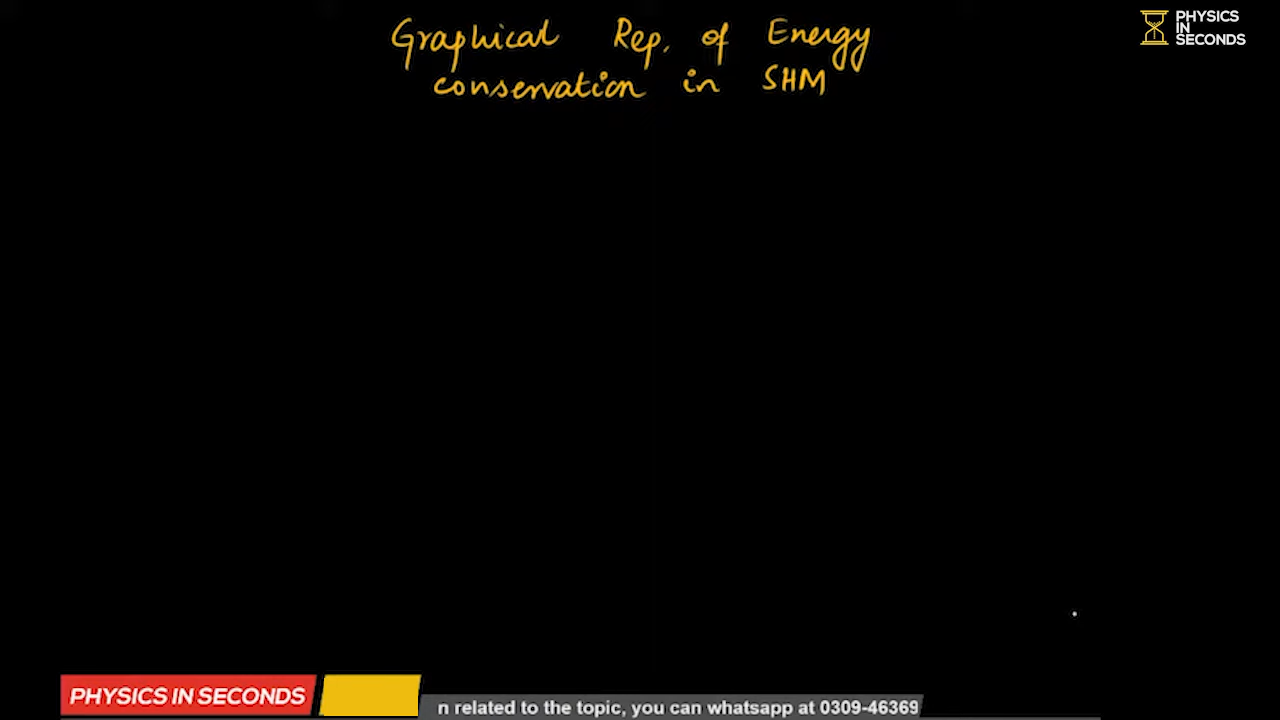 Graphical Rep. of Energy
conservation in SHM
PHYSICS
IN
SECONDS
PHYSICS IN SECONDS
n related to the topic, you can whatsapp at 0309-46369